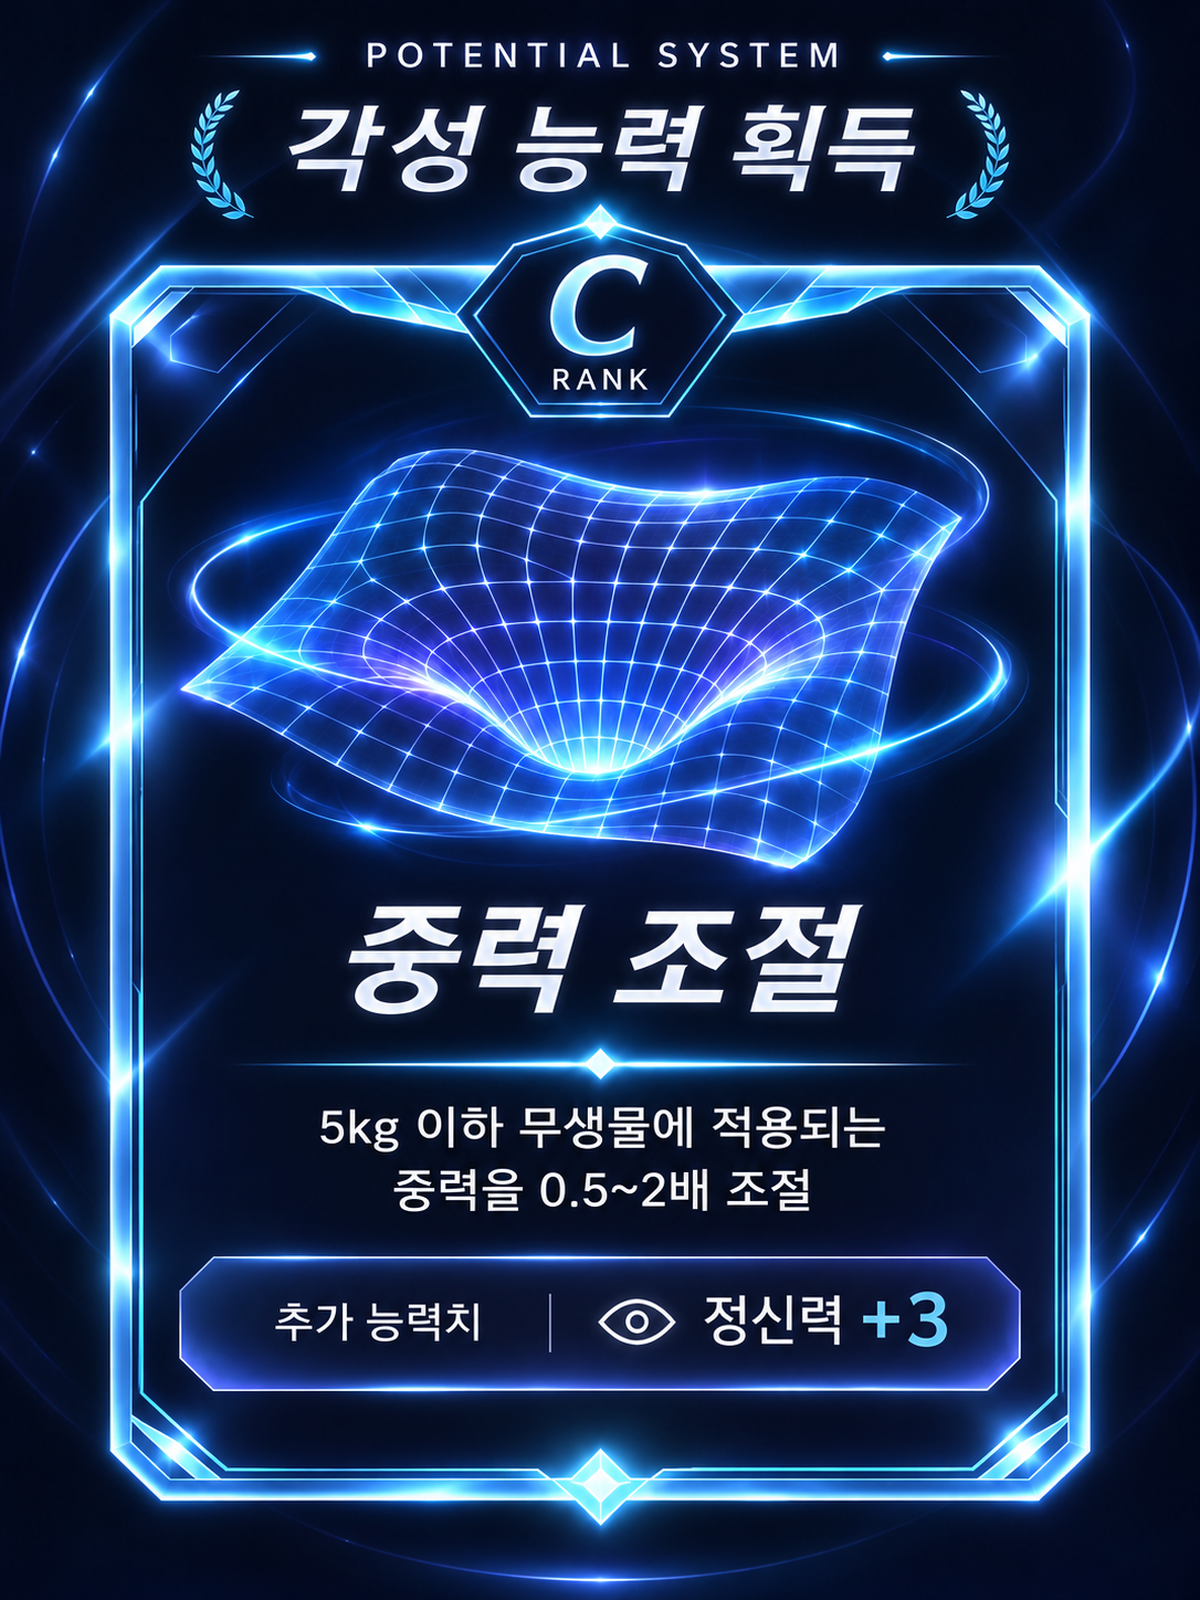 POTENTIAL SYSTEM
각성 능력 획득
C
RANK
중력 조절
5kg 이하 무생물에 적용되는
중력을 0.5~2배 조절
추가 능력치 정신력 +3